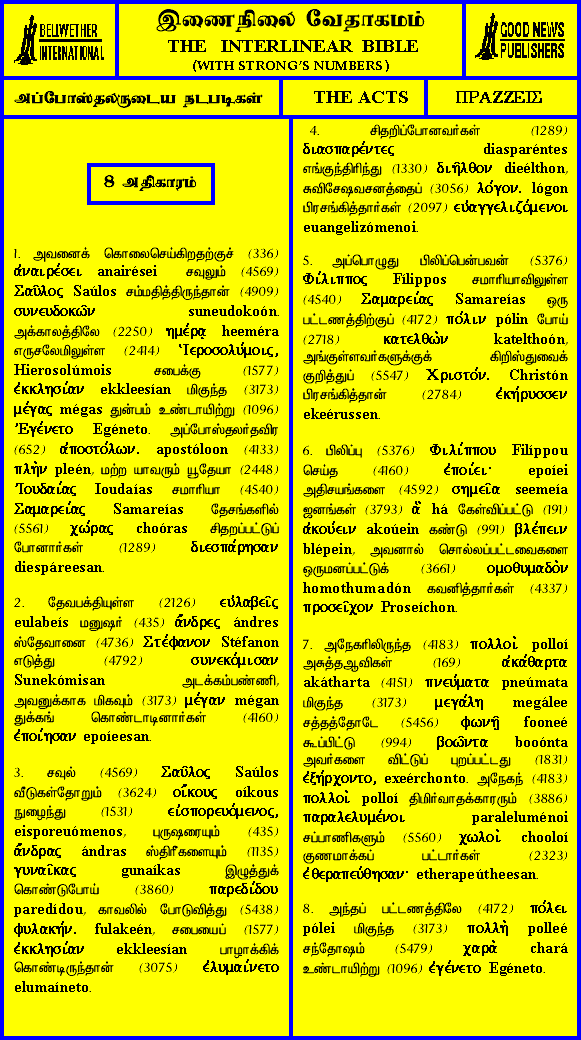 BELLWETHER
INTERNATIONAL
இணைநிலை வேதாகமம்
THE INTERLINEAR BIBLE
(WITH STRONG'S NUMBERS)
GOOD NEWS
PUBLISHERS
அப்போஸ்தலருடைய நடபடிகள்
THE ACTS
ΠΡΑΖΖΕΙΣ
8 அதிகாரம்
1. அவனைக் கொலைசெய்கிறதற்குச் (336)
ἀναιρέσει anairései சவுலும் (4569)
Σαῦλος Saúlos சம்மதித்திருந்தான் (4909)
συνευδοκῶν suneudokoón.
அக்காலத்திலே (2250) ἡμέρᾳ heeméra
எருசலேமிலுள்ள (2414) Ἱεροσολύμοις,
Hierosolúmois சபைக்கு (1577)
ἐκκλησίαν ekkleesían மிகுந்த (3173)
μέγας mégas துன்பம் உண்டாயிற்று (1096)
Ἐγένετο Egéneto. அப்போஸ்தலர்தவிர
(652) ἀποστόλων. apostóloon (4133)
πλὴν pleén, மற்ற யாவரும் யூதேயா (2448)
Ἰουδαίας Ioudaías சமாரியா (4540)
Σαμαρείας Samareías தேசங்களில்
(5561) χώρας choóras சிதறப்பட்டுப்
போனார்கள் (1289) διεσπάρησαν
diespáreesan.
2. தேவபக்தியுள்ள (2126) εὐλαβεῖς
eulabeís மனுஷர் (435) ἄνδρες ándres
ஸ்தேவானை (4736) Στέφανον Stéfanon
எடுத்து (4792) συνεκόμισαν
Sunekómisan அடக்கம்பண்ணி,
அவனுக்காக மிகவும் (3173) μέγαν mégan
துக்கங் கொண்டாடினார்கள் (4160)
ἐποίησαν epoíeesan.
3. சவுல் (4569) Σαῦλος Saúlos
வீடுகள்தோறும் (3624) οἴκους oíkous
நுழைந்து (1531) εἰσπορευόμενος,
eisporeuómenos, புருஷரையும் (435)
ἄνδρας ándras ஸ்திரீகளையும் (1135)
γυναῖκας gunaíkas இழுத்துக்
கொண்டுபோய் (3860) παρεδίδου
paredídou, காவலில் போடுவித்து (5438)
φυλακήν. fulakeén, சபையைப் (1577)
ἐκκλησίαν ekkleesían பாழாக்கிக்
கொண்டிருந்தான் (3075) ἐλυμαίνετο
elumaíneto.
4. சிதறிப்போனவர்கள் (1289)
διασπαρέντες diasparéntes
எங்குந்திரிந்து (1330) διῆλθον dieélthon,
சுவிசேஷவசனத்தைப் (3056) λόγον. lógon
பிரசங்கித்தார்கள் (2097) εὐαγγελιζόμενοι
euangelizómenoi.
5. அப்பொழுது பிலிப்பென்பவன் (5376)
Φίλιππος Fílippos சமாரியாவிலுள்ள
(4540) Σαμαρείας Samareías ஒரு
பட்டணத்திற்குப் (4172) πόλιν pólin போய்
(2718) κατελθὼν katelthoón,
அங்குள்ளவர்களுக்குக் கிறிஸ்துவைக்
குறித்துப் (5547) Χριστόν. Christón
பிரசங்கித்தான் (2784) ἐκήρυσσεν
ekeérussen.
6. பிலிப்பு (5376) Φιλίππου Filíppou
செய்த (4160) ἐποίει· epoíei
அதிசயங்களை (4592) σημεῖα seemeía
ஜனங்கள் (3793) ἃ há கேள்விப்பட்டு (191)
ἀκούειν akoúein கண்டு (991) βλέπειν
blépein, அவனால் சொல்லப்பட்டவைகளை
ஒருமனப்பட்டுக் (3661) ομοθυμαδὸν
homothumadón கவனித்தார்கள் (4337)
προσεῖχον Proseíchon.
7. அநேகரிலிருந்த (4183) πολλοὶ polloí
அசுத்தஆவிகள் (169) ἀκάθαρτα
akátharta (4151) πνεύματα pneúmata
மிகுந்த (3173) μεγάλη megálee
சத்தத்தோடே (5456) φωνῇ fooneé
கூப்பிட்டு (994) βοῶντα booónta
அவர்களை விட்டுப் புறப்பட்டது (1831)
ἐξήρχοντο, exeérchonto. அநேகந் (4183)
πολλοὶ polloí திமிர்வாதக்காரரும் (3886)
παραλελυμένοι paraleluménoi
சப்பாணிகளும் (5560) χωλοὶ chooloí
குணமாக்கப் பட்டார்கள் (2323)
ἐθεραπεύθησαν· etherapeútheesan.
8. அந்தப் பட்டணத்திலே (4172) πόλει
pólei மிகுந்த (3173) πολλὴ polleé
சந்தோஷம் (5479) χαρὰ chará
உண்டாயிற்று (1096) ἐγένετο Egéneto.